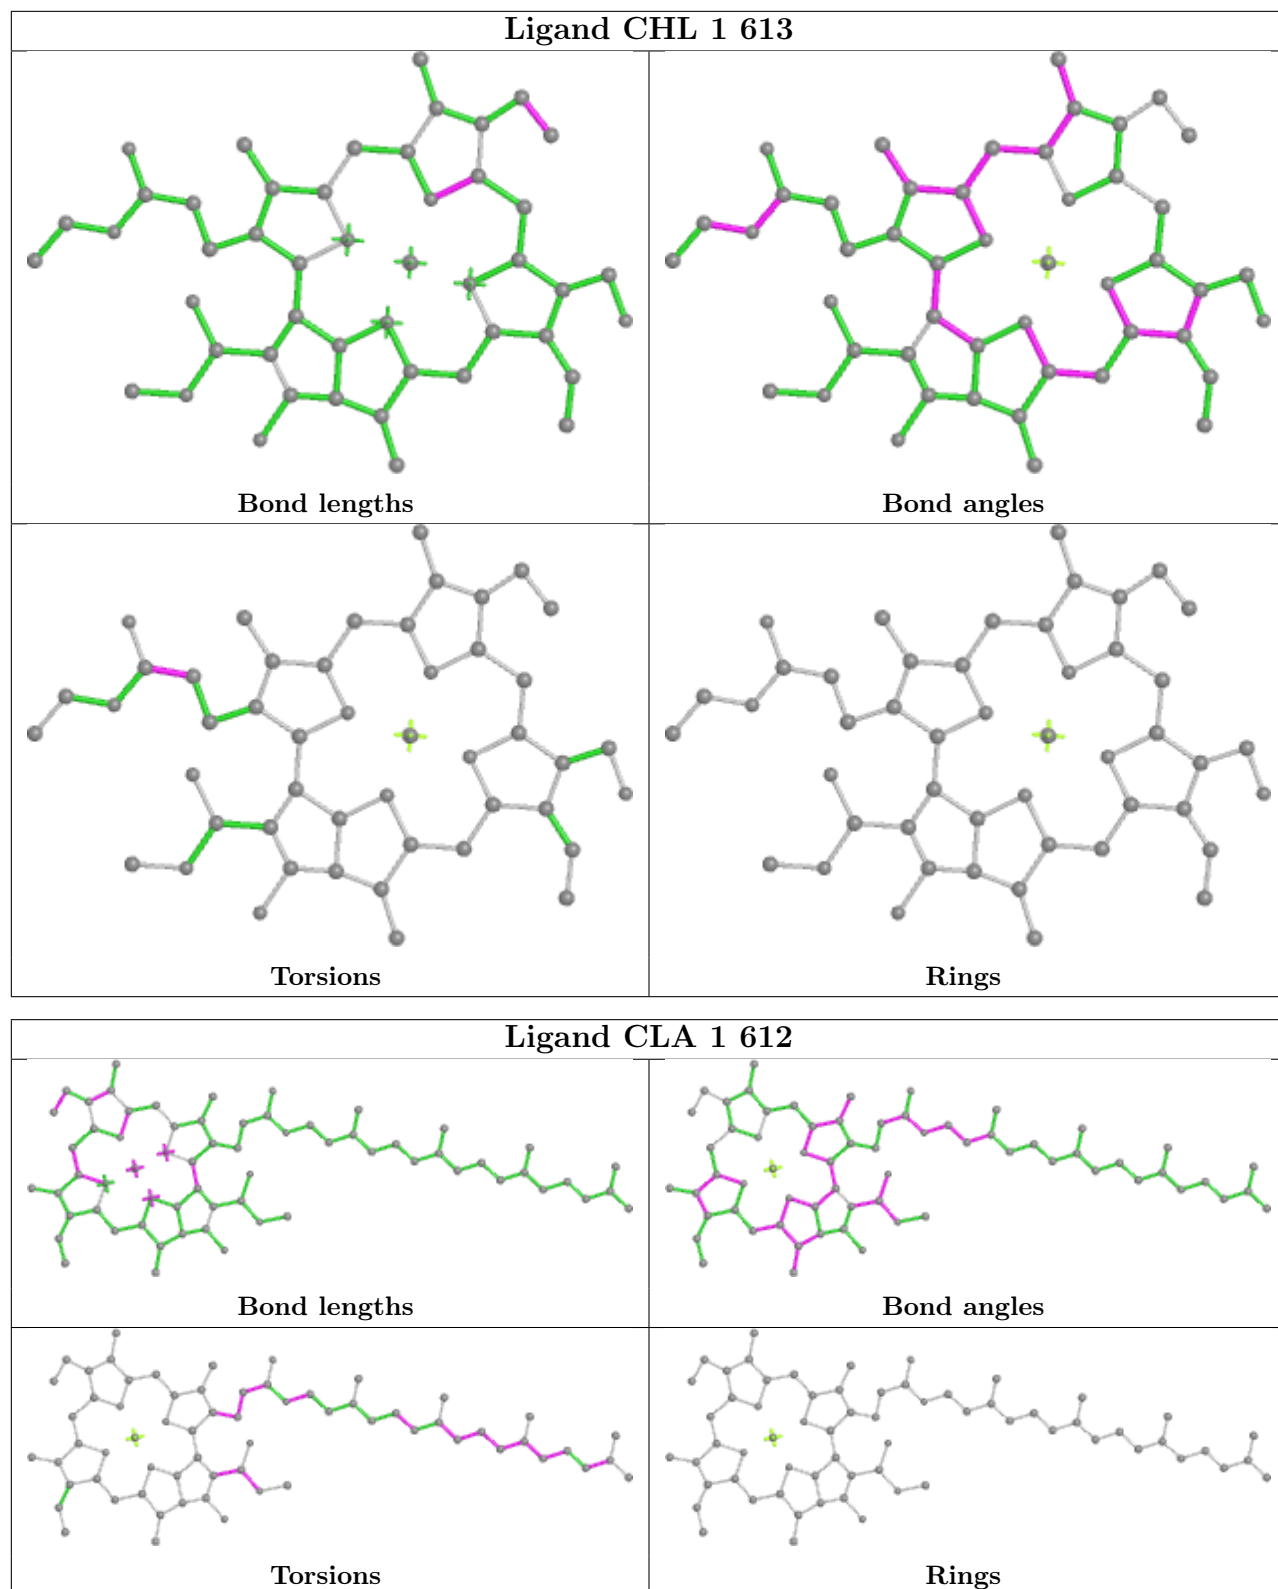 Ligand CHL 1 613
Bond lengths
Bond angles
Torsions
Rings
Ligand CLA 1 612
Bond lengths
Bond angles
Torsions
Rings